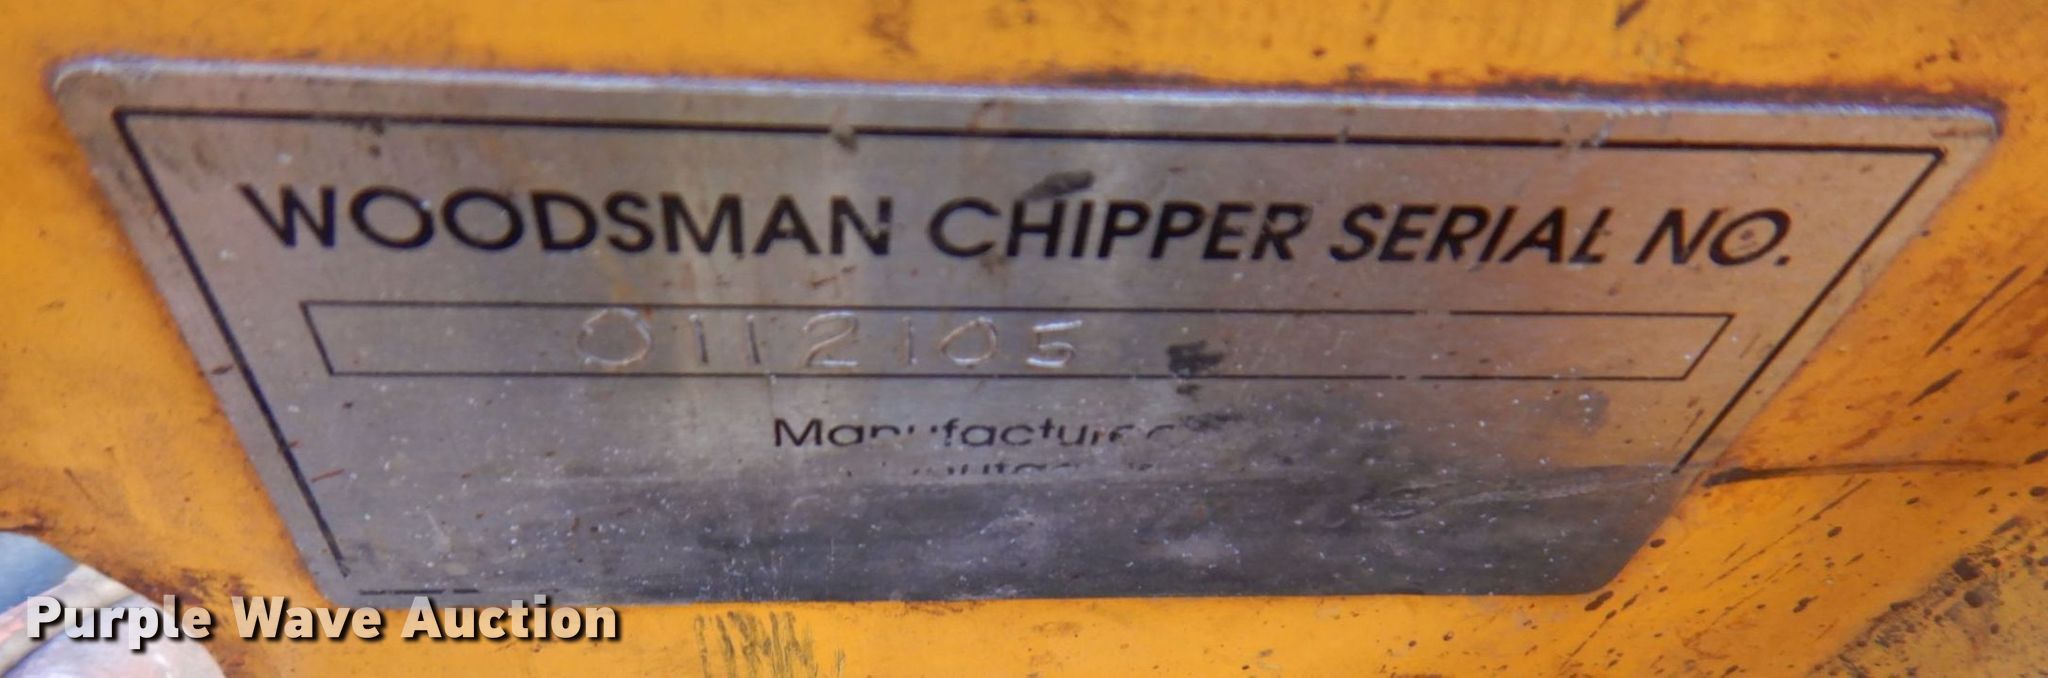 WOODSMAN CHIPPER SERIAL NO.
0112105
Purple Wave Auction